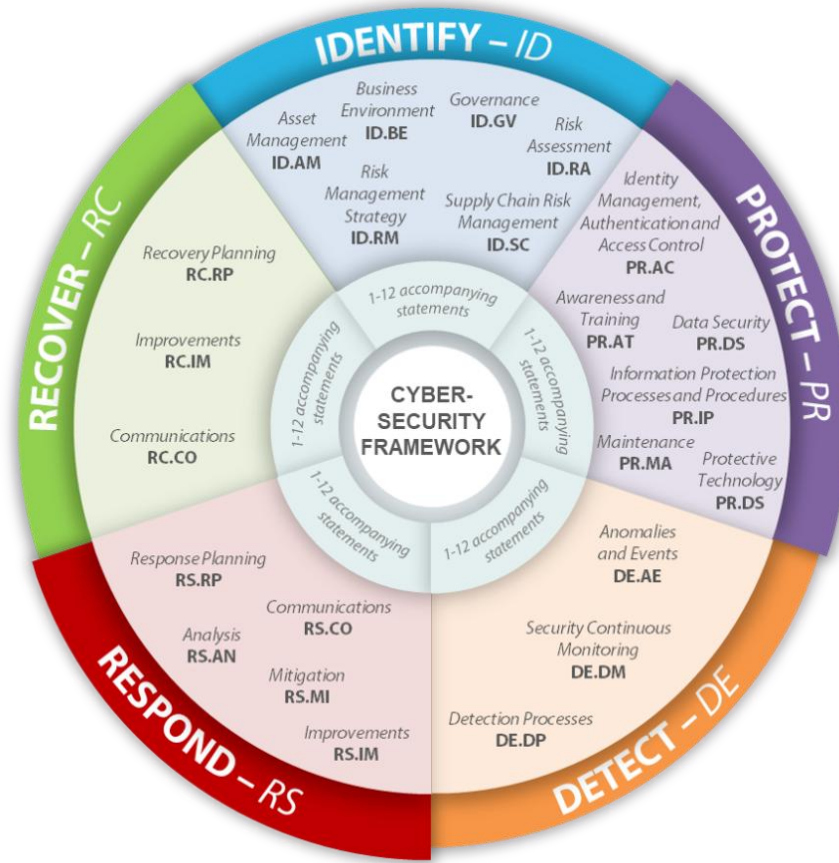 IDENTIFY – ID
Asset
Management
ID.AM
Business
Environment
ID.BE
Governance
ID.GV
Risk
Assessment
ID.RA
Risk
Management
Strategy
ID.RM
Supply Chain Risk
Management
ID.SC
PROTECT – PR
Identity
Management,
Authentication and
Access Control
PR.AC
Awareness and
Training
PR.AT
Data Security
PR.DS
Information Protection
Processes and Procedures
PR.IP
Maintenance
PR.MA
Protective
Technology
PR.DS
DETECT – DE
Anomalies
and Events
DE.AE
Security Continuous
Monitoring
DE.DM
Detection Processes
DE.DP
RESPOND – RS
Response Planning
RS.RP
Communications
RS.CO
Analysis
RS.AN
Mitigation
RS.MI
Improvements
RS.IM
RECOVER – RC
Recovery Planning
RC.RP
Improvements
RC.IM
Communications
RC.CO
1-12 accompanying
statements
1-12 accompanying
statements
1-12 accompanying
statements
1-12 accompanying
statements
1-12 accompanying
statements
CYBER-
SECURITY
FRAMEWORK